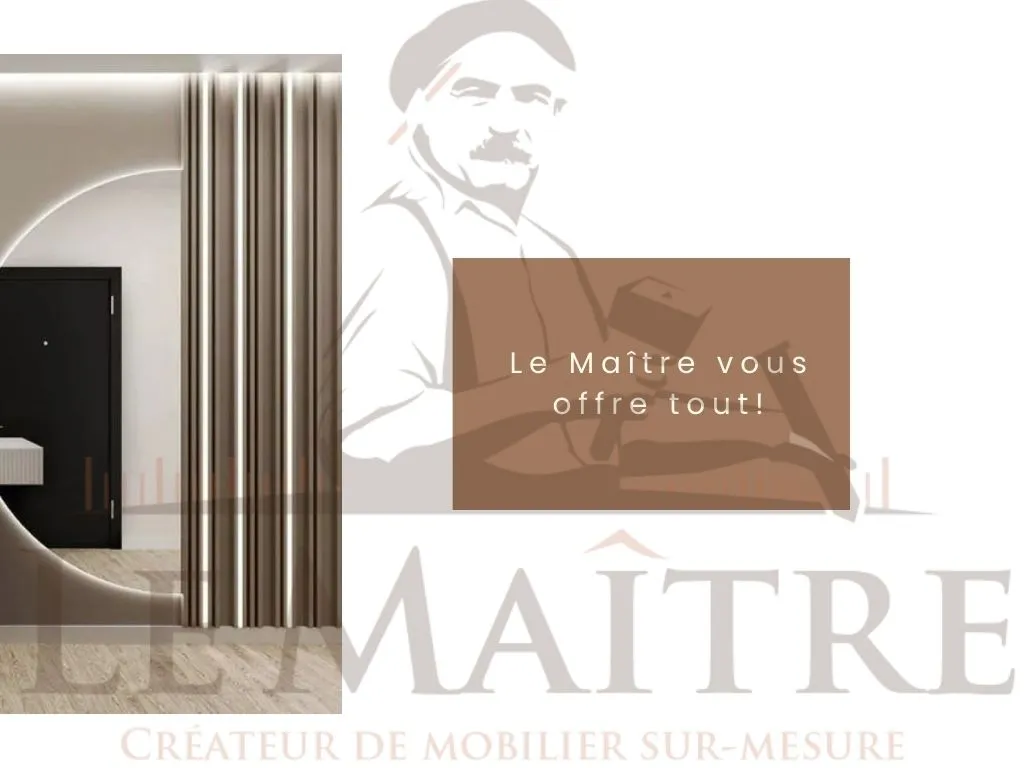 Le Maître vous
offre tout!
LE MAÎTRE
CRÉATEUR DE MOBILIER SUR-MESURE